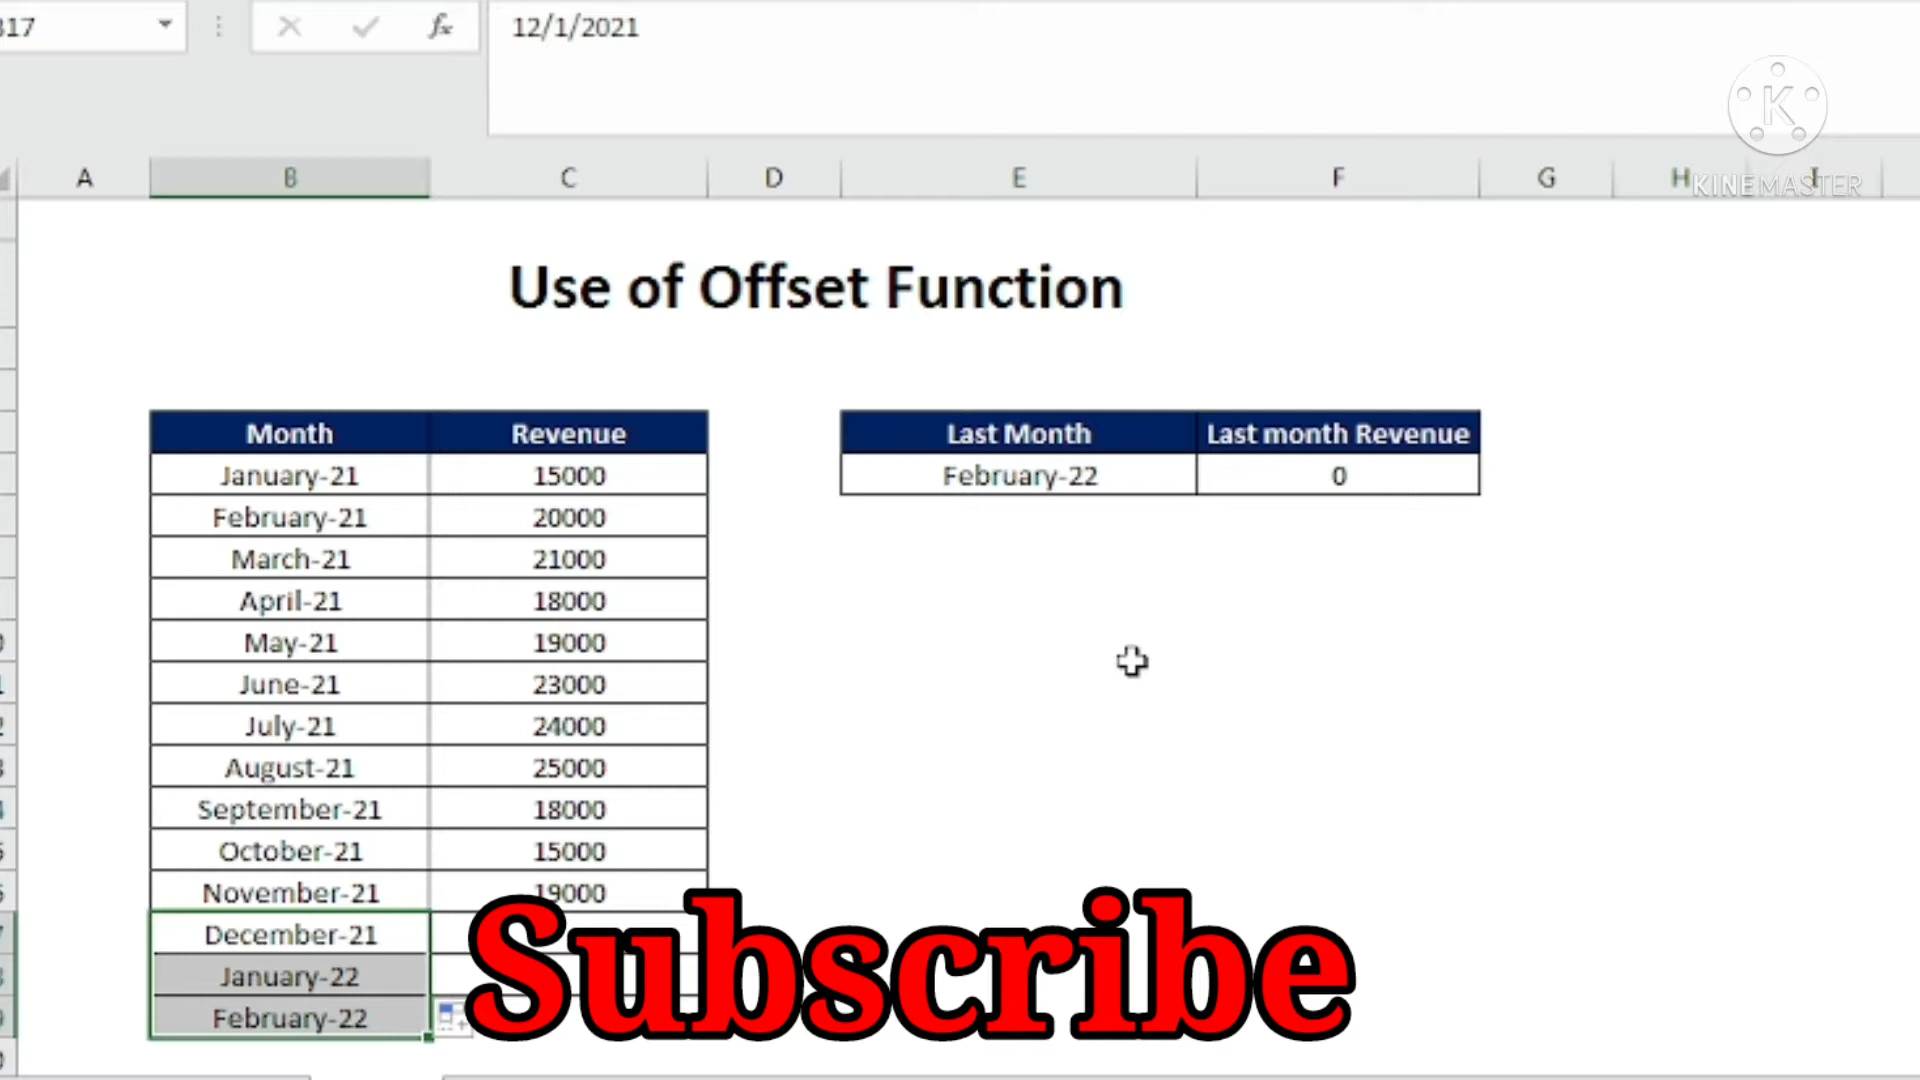 B17 fx 12/1/2021
K
KINEMASTER
A B C D E F G H I
Use of Offset Function
Month Revenue Last Month Last month Revenue
January-21 15000 February-22 0
February-21 20000
March-21 21000
April-21 18000
May-21 19000
June-21 23000
July-21 24000
August-21 25000
September-21 18000
October-21 15000
November-21 19000
December-21
January-22
February-22
Subscribe